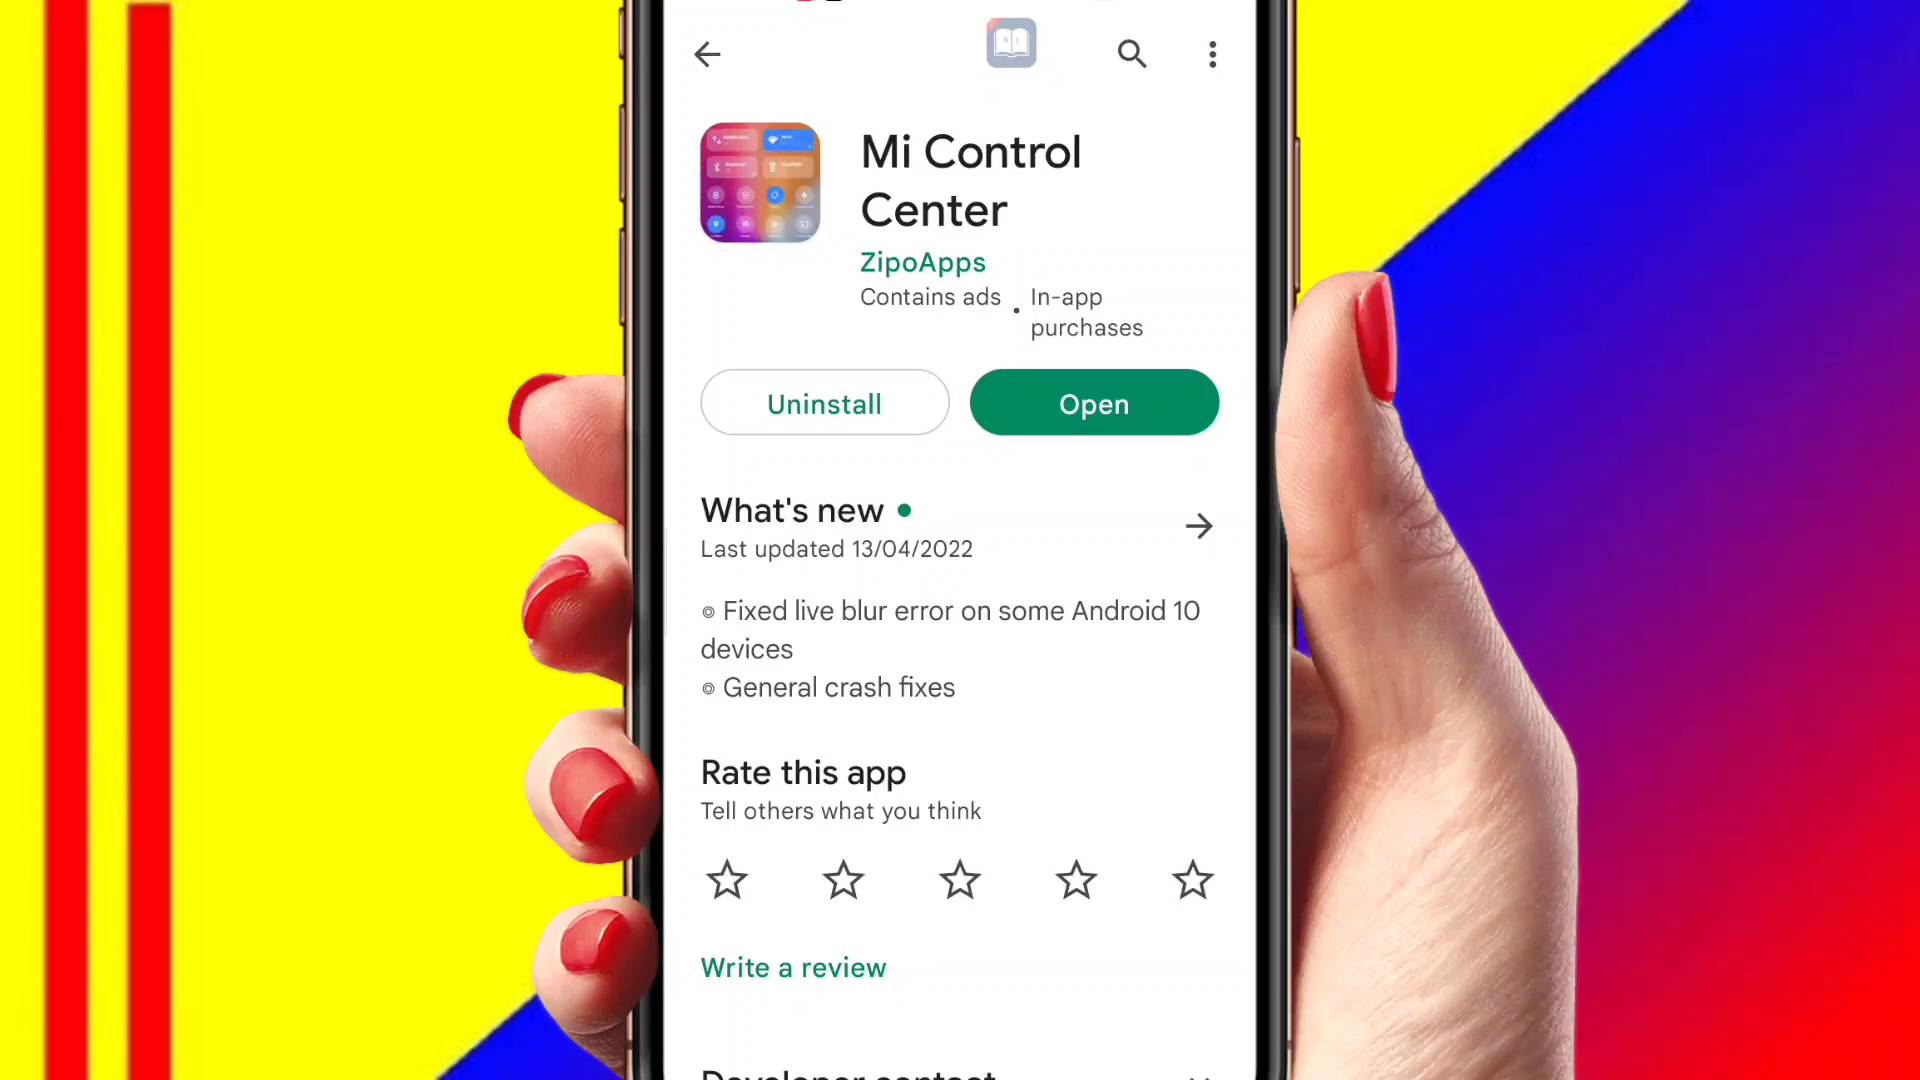 Mi Control
Center
ZipoApps
Contains ads • In-app
purchases
Uninstall
Open
What's new
Last updated 13/04/2022
⊚ Fixed live blur error on some Android 10
devices
⊚ General crash fixes
Rate this app
Tell others what you think
Write a review
Developer contact